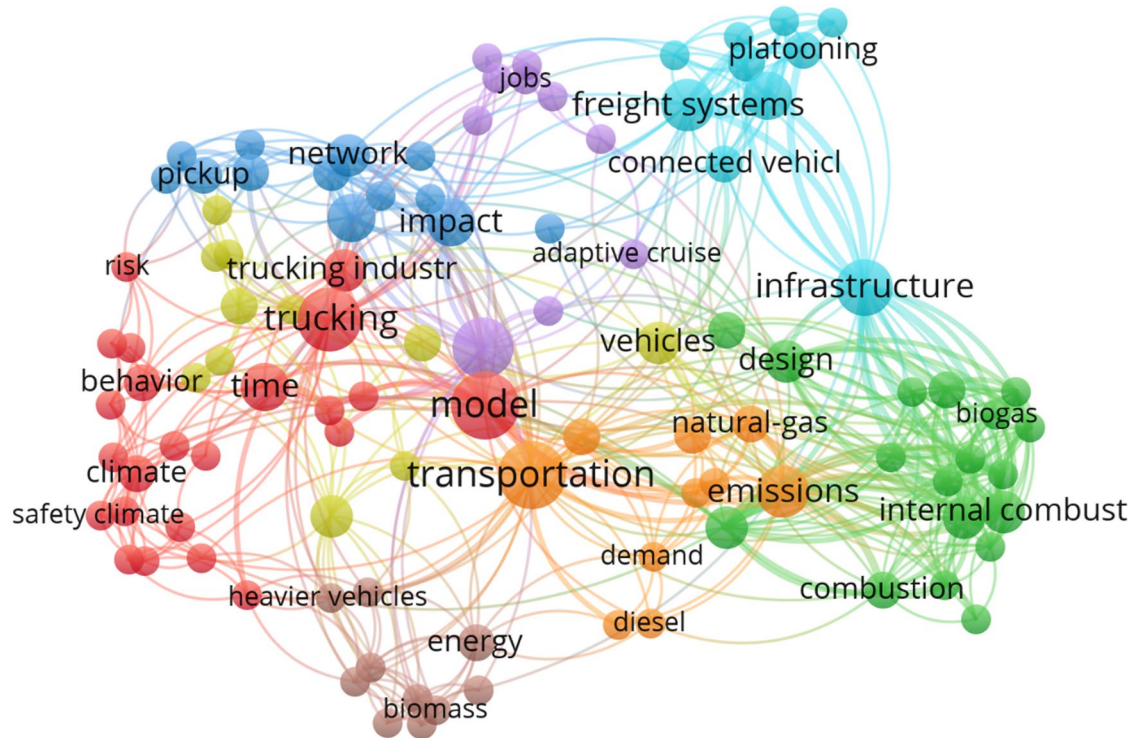 platooning
jobs
freight systems
network
connected vehicl
pickup
impact
adaptive cruise
risk
trucking industr
infrastructure
trucking
vehicles
design
behavior
time
model
biogas
natural-gas
climate
transportation
emissions
safety climate
internal combust
demand
combustion
heavier vehicles
diesel
energy
biomass